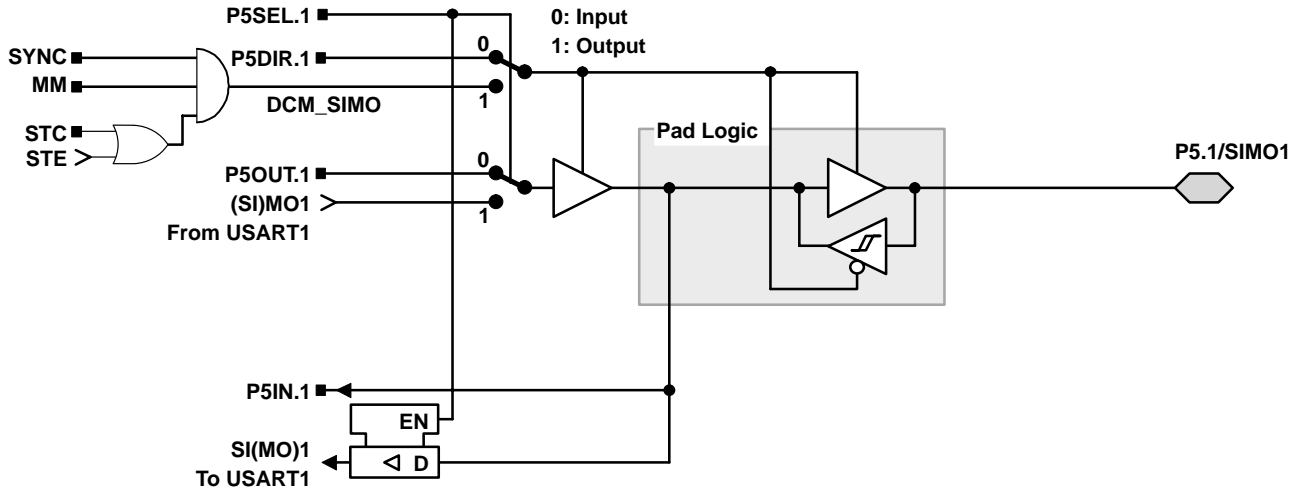 P5SEL.1
0: Input
1: Output
SYNC
P5DIR.1
0
MM
1
DCM_SIMO
STC
STE
Pad Logic
P5.1/SIMO1
P5OUT.1
0
(SI)MO1
1
From USART1
P5IN.1
EN
SI(MO)1
D
To USART1